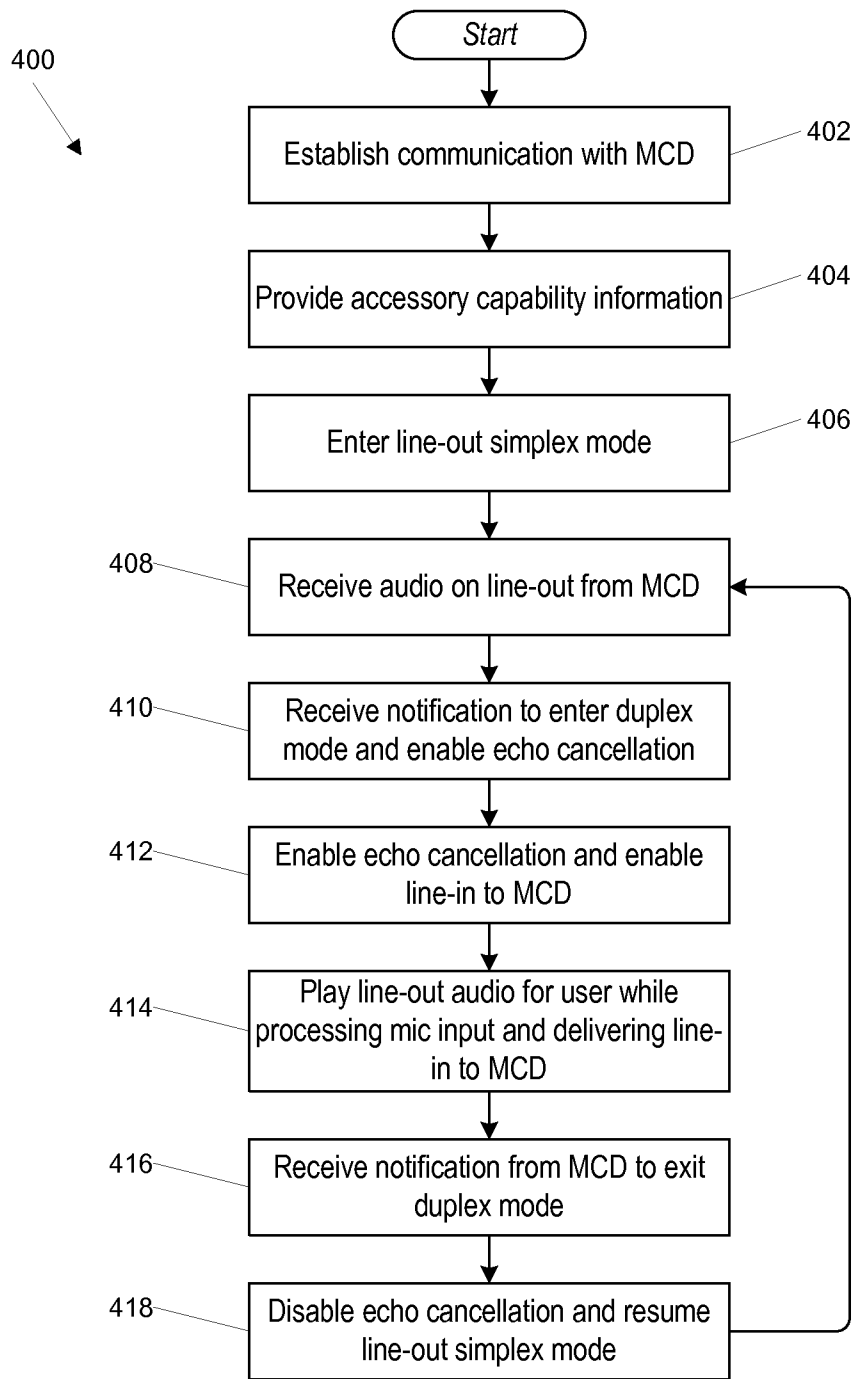 Start
400
Establish communication with MCD
402
Provide accessory capability information
404
Enter line-out simplex mode
406
408
Receive audio on line-out from MCD
410
Receive notification to enter duplex
mode and enable echo cancellation
412
Enable echo cancellation and enable
line-in to MCD
414
Play line-out audio for user while
processing mic input and delivering line-
in to MCD
416
Receive notification from MCD to exit
duplex mode
418
Disable echo cancellation and resume
line-out simplex mode